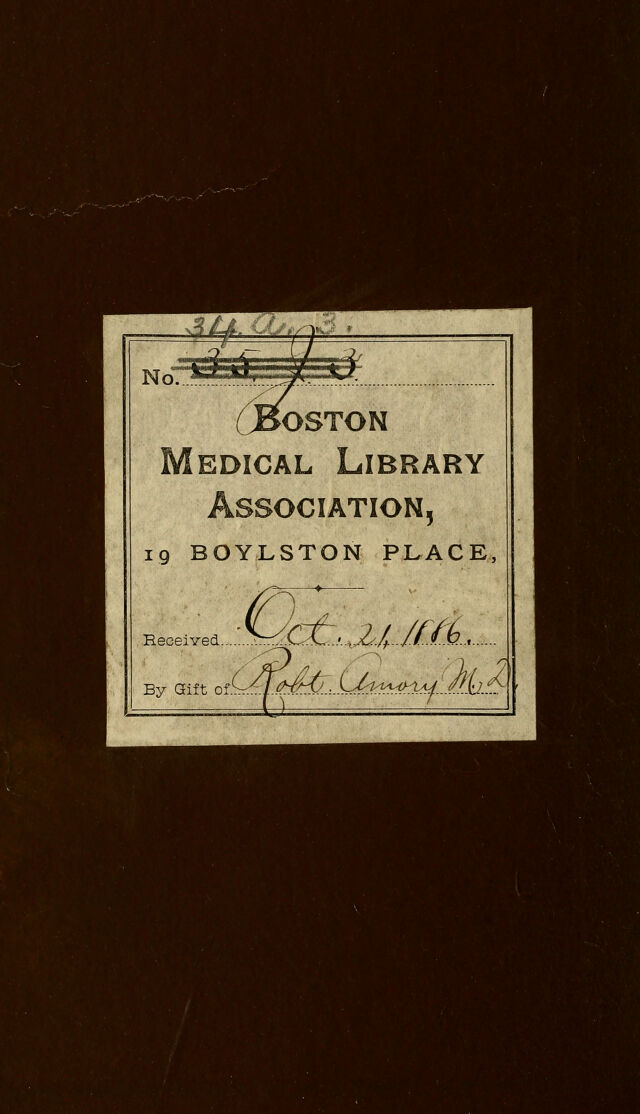 34. a. 3.
No. 35. J. 3.
BOSTON
MEDICAL LIBRARY
ASSOCIATION,
19 BOYLSTON PLACE,
Received Oct. 21, 1886.
By Gift of Robt. Amory M.D.